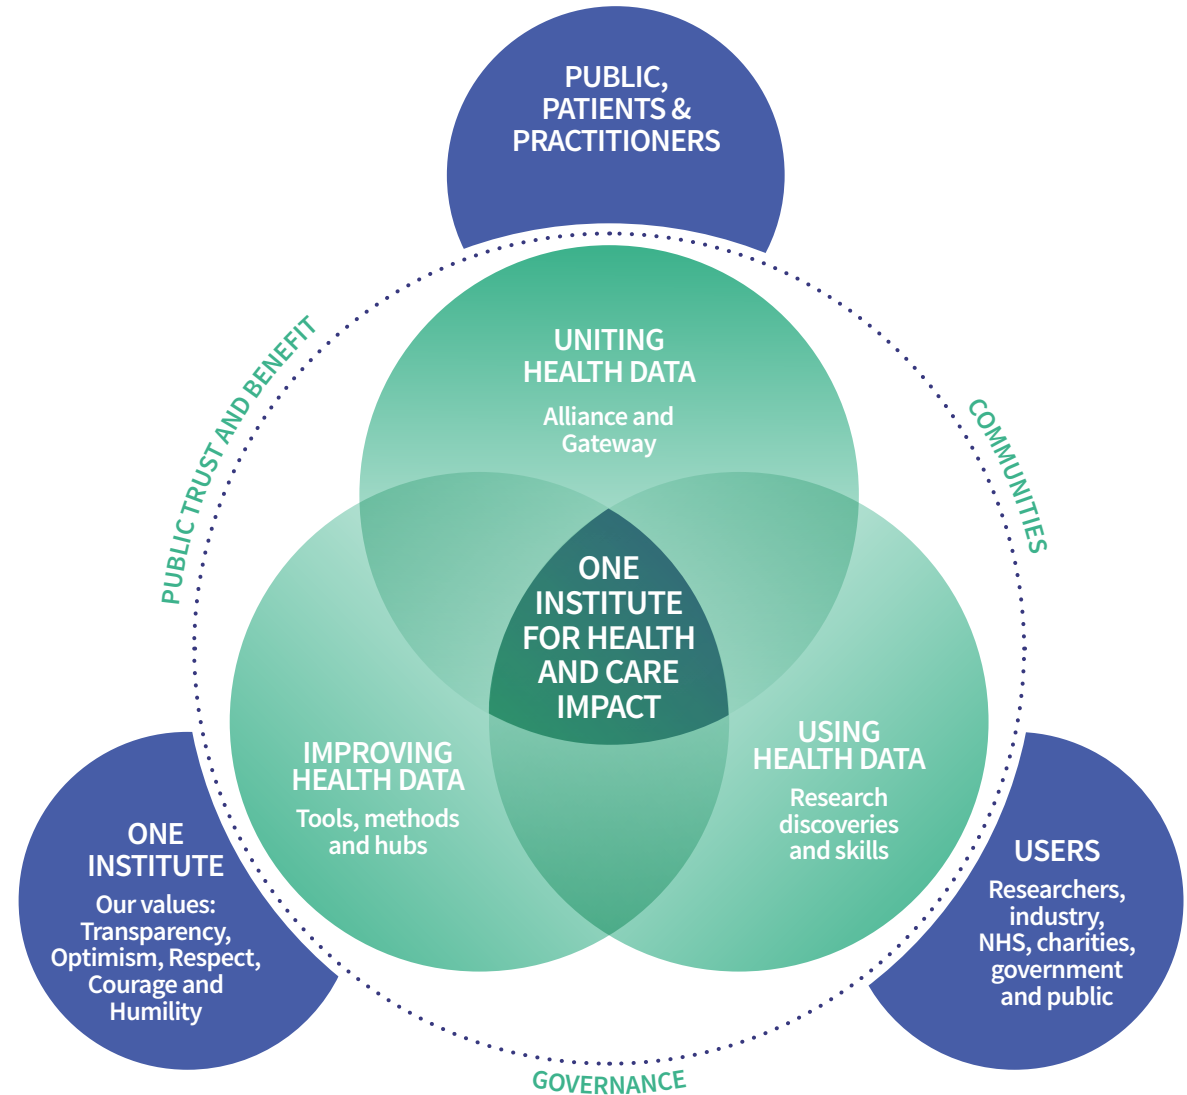 PUBLIC,
PATIENTS &
PRACTITIONERS
PUBLIC TRUST AND BENEFIT
COMMUNITIES
UNITING
HEALTH DATA
Alliance and
Gateway
ONE
INSTITUTE
FOR HEALTH
AND CARE
IMPACT
IMPROVING
HEALTH DATA
Tools, methods
and hubs
USING
HEALTH DATA
Research
discoveries
and skills
ONE
INSTITUTE
Our values:
Transparency,
Optimism, Respect,
Courage and
Humility
USERS
Researchers,
industry,
NHS, charities,
government
and public
GOVERNANCE